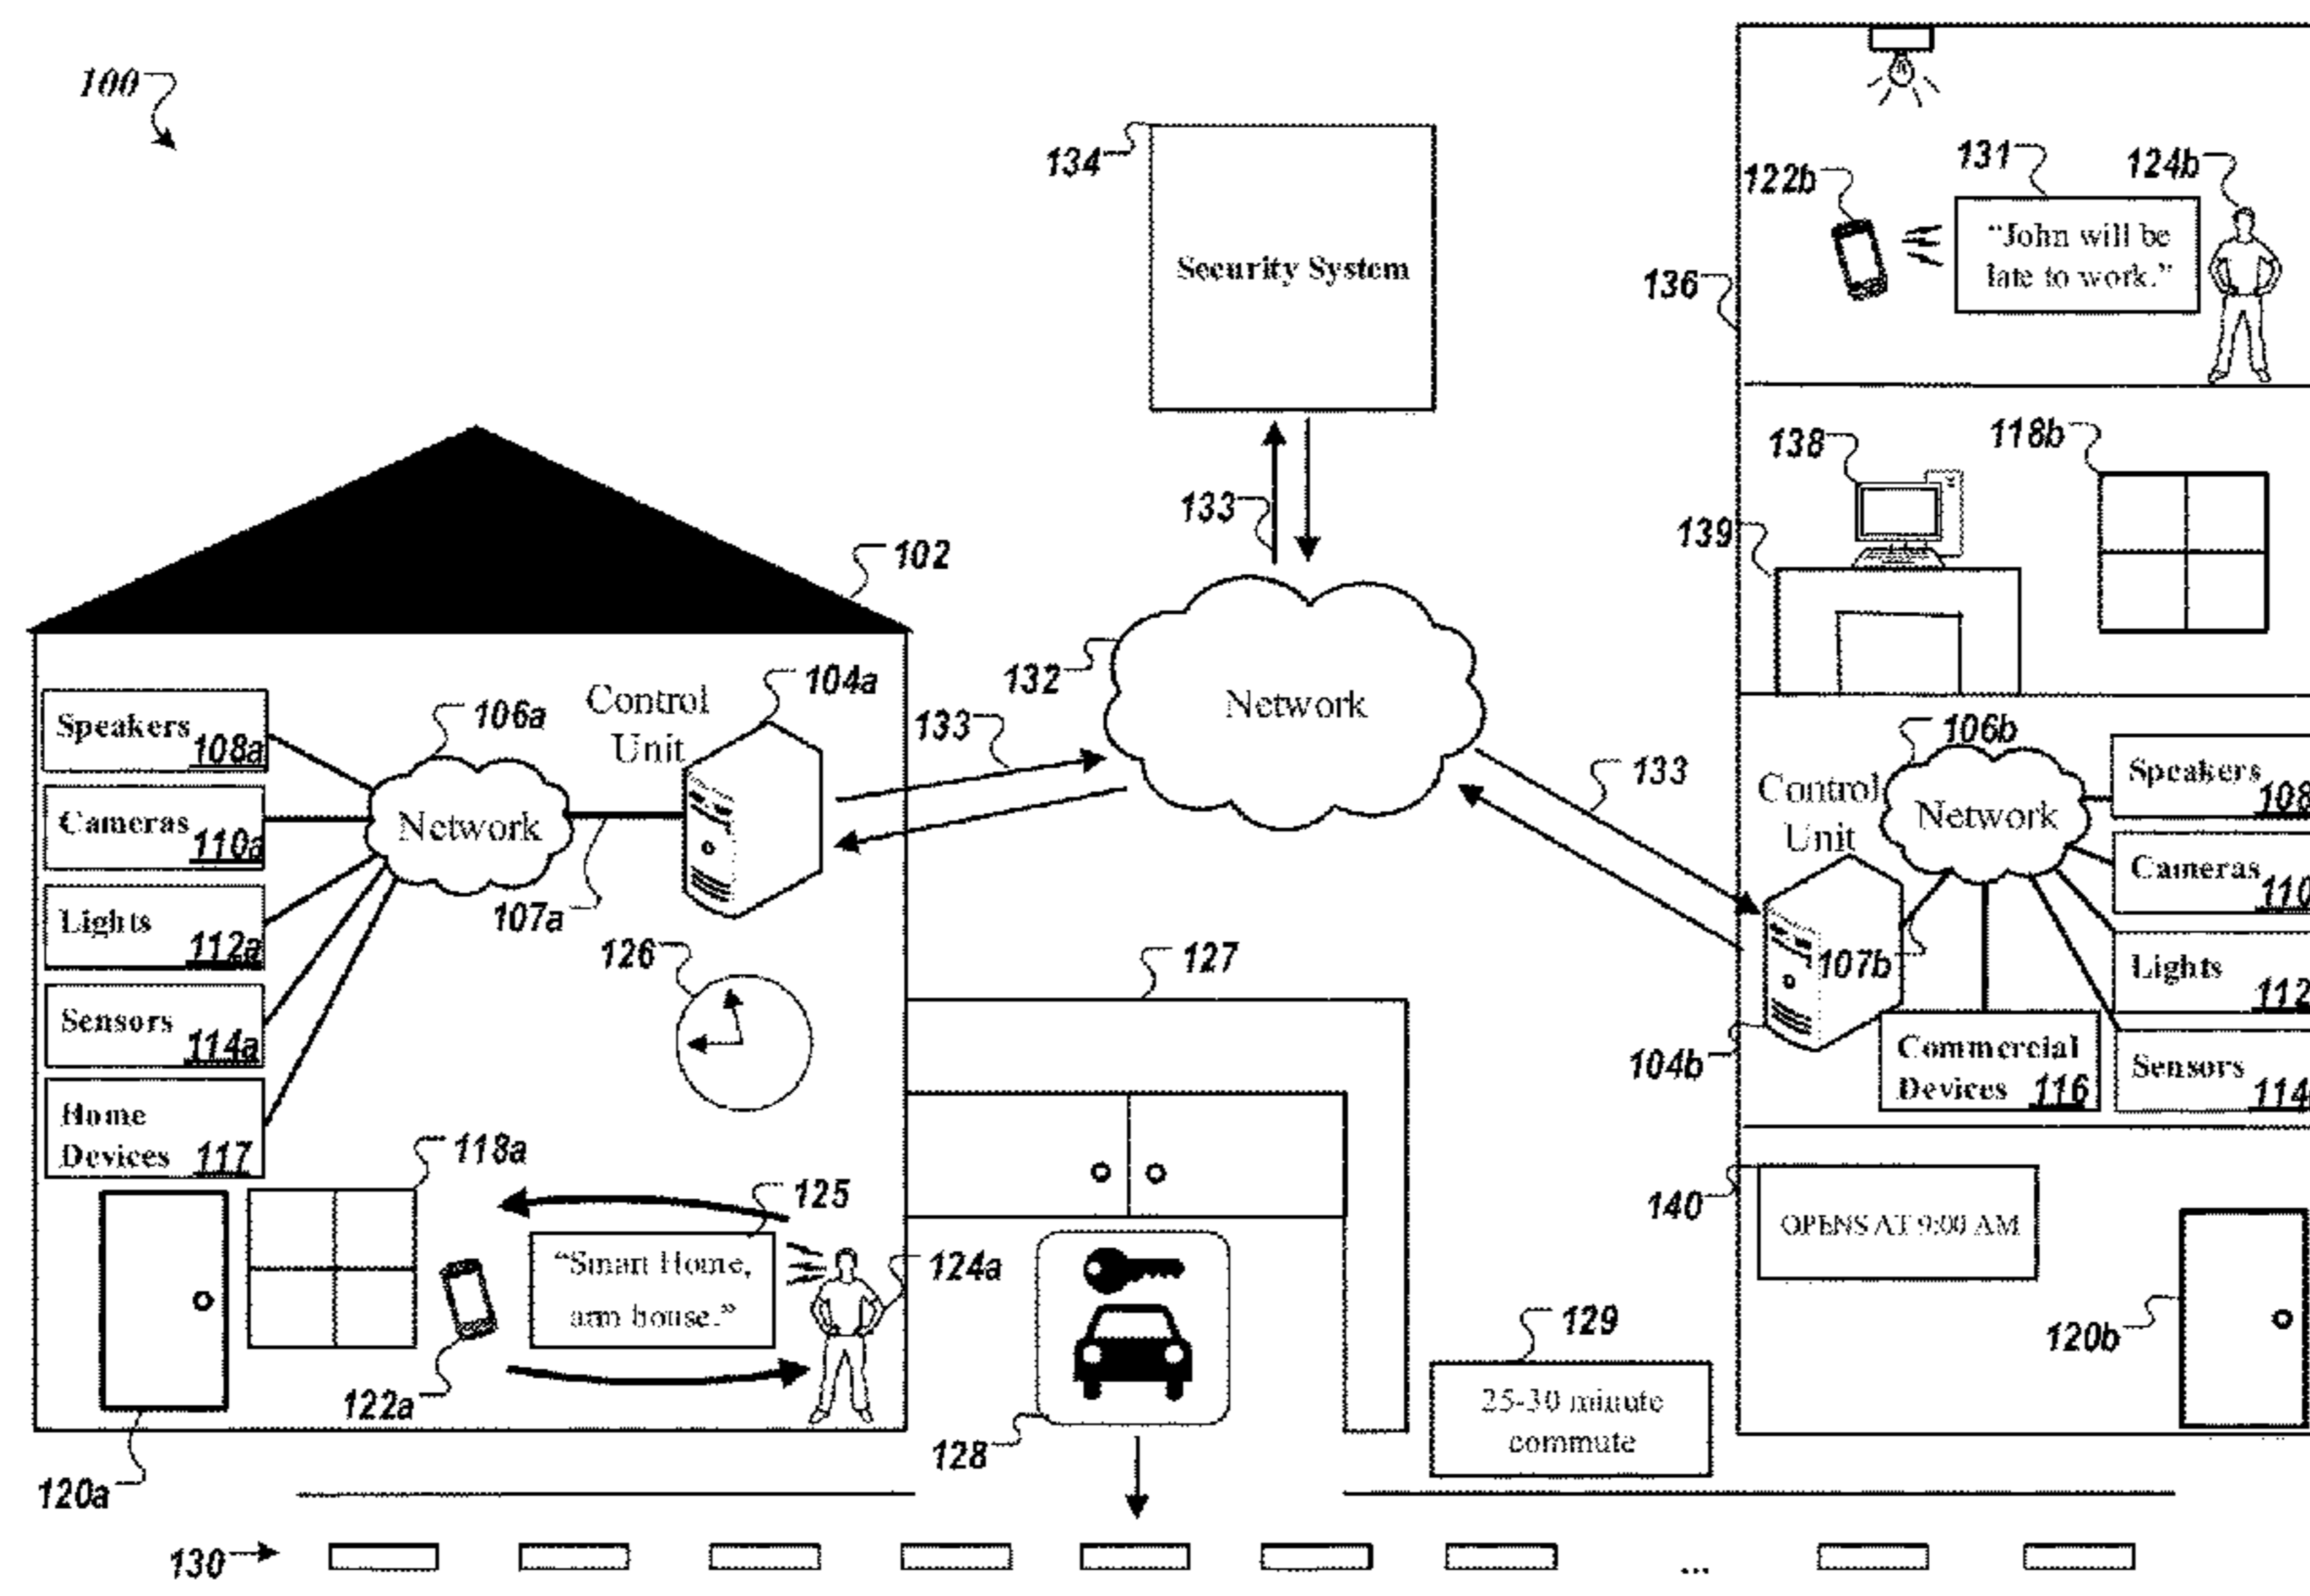 100
134
Security System
133
132
Network
133
133
102
104a
Control
Unit
106a
Network
107a
Speakers
108a
Cameras
110a
Lights
112a
Sensors
114a
Home
Devices 117
126
118a
125
"Smart Home,
arm house."
124a
122a
120a
127
128
129
25-30 minute
commute
130
...
136
122b
131
124b
"John will be
late to work."
138
118b
139
106b
Network
Control
Unit
107b
104b
Speakers
108
Cameras
110
Lights
112
Sensors
114
Commercial
Devices 116
140
OPENS AT 9:00 AM
120b